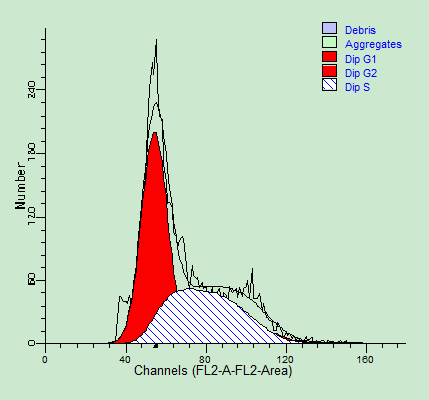 Debris
Aggregates
Dip G1
Dip G2
Dip S
Number
240
180
120
60
0
0
40
80
120
160
Channels (FL2-A-FL2-Area)